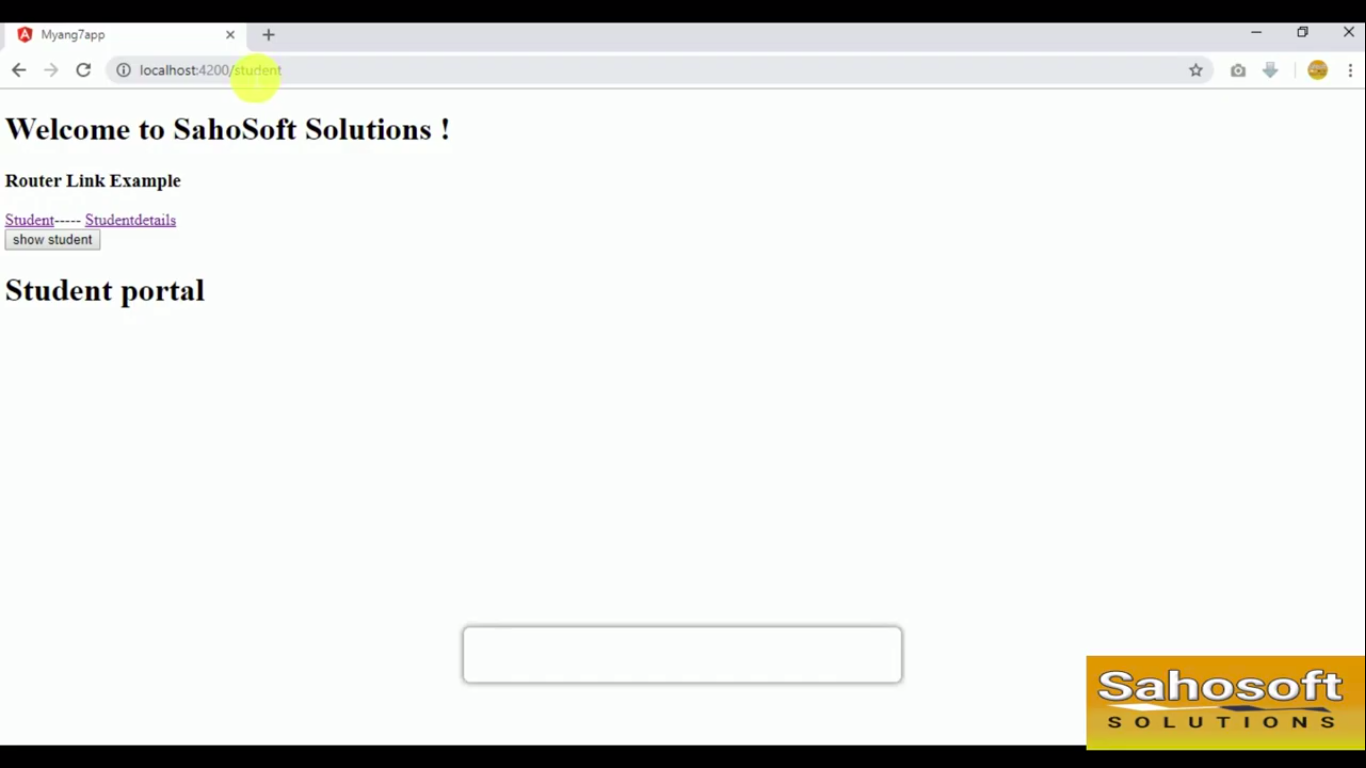 Myang7app
localhost:4200/student
Welcome to SahoSoft Solutions !
Router Link Example
Student----- Studentdetails
show student
Student portal
Sahosoft
SOLUTIONS